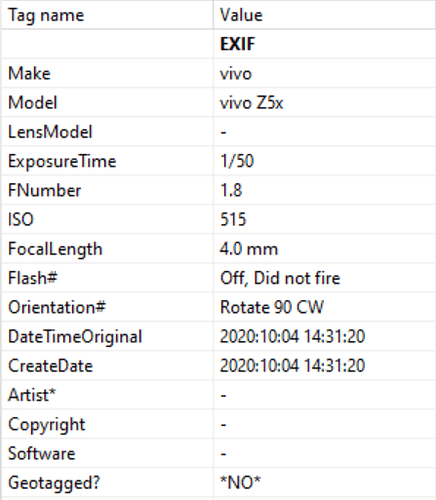 Tag name Value
EXIF
Make vivo
Model vivo Z5x
LensModel -
ExposureTime 1/50
FNumber 1.8
ISO 515
FocalLength 4.0 mm
Flash# Off, Did not fire
Orientation# Rotate 90 CW
DateTimeOriginal 2020:10:04 14:31:20
CreateDate 2020:10:04 14:31:20
Artist* -
Copyright -
Software -
Geotagged? *NO*